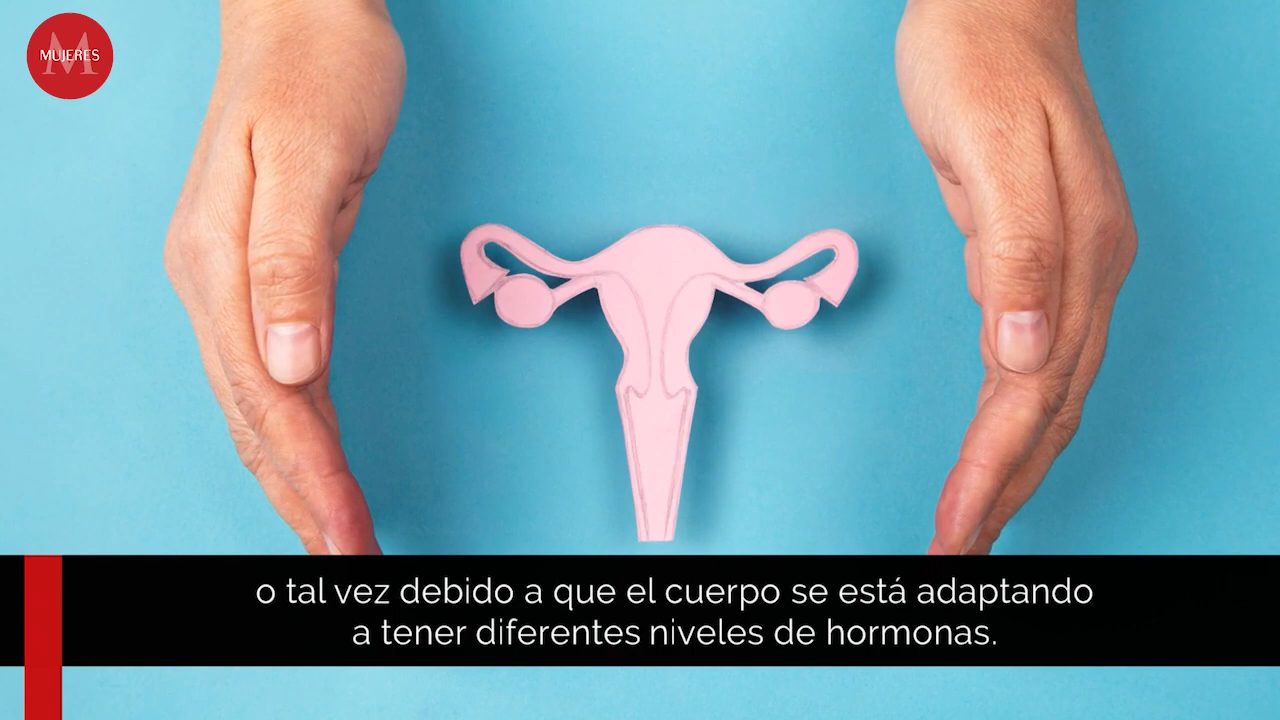 MUJERES
M
o tal vez debido a que el cuerpo se está adaptando
a tener diferentes niveles de hormonas.